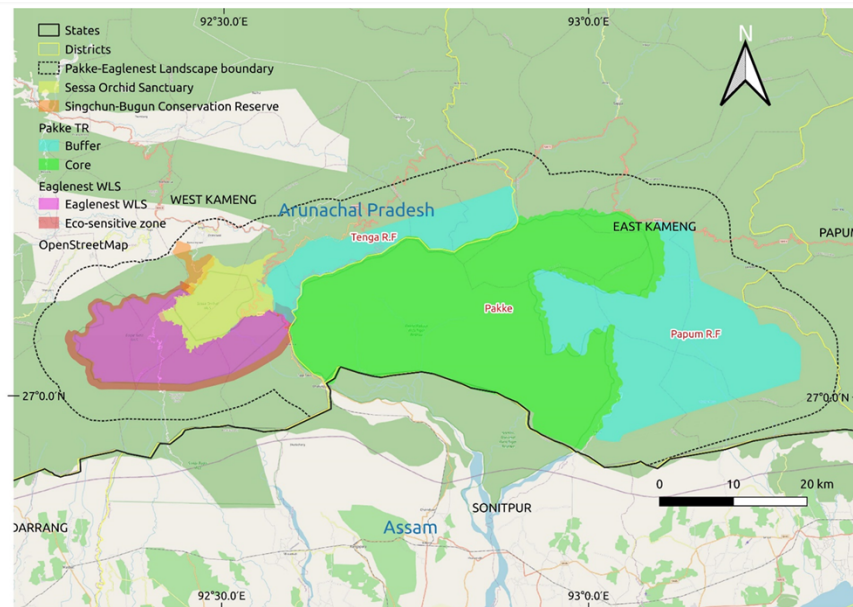 92°30.0'E
93°0.0'E
States
Districts
Pakke-Eaglenest Landscape boundary
Sessa Orchid Sanctuary
Singchun-Bugun Conservation Reserve
Pakke TR
Buffer
Core
Eaglenest WLS
Eaglenest WLS
Eco-sensitive zone
OpenStreetMap
N
WEST KAMENG
Arunachal Pradesh
Tenga R.F
EAST KAMENG
PAPUM
Pakke
Papum R.F
27°0.0'N
27°0.0'N
0 10 20 km
SONITPUR
DARRANG
Assam
92°30.0'E
93°0.0'E